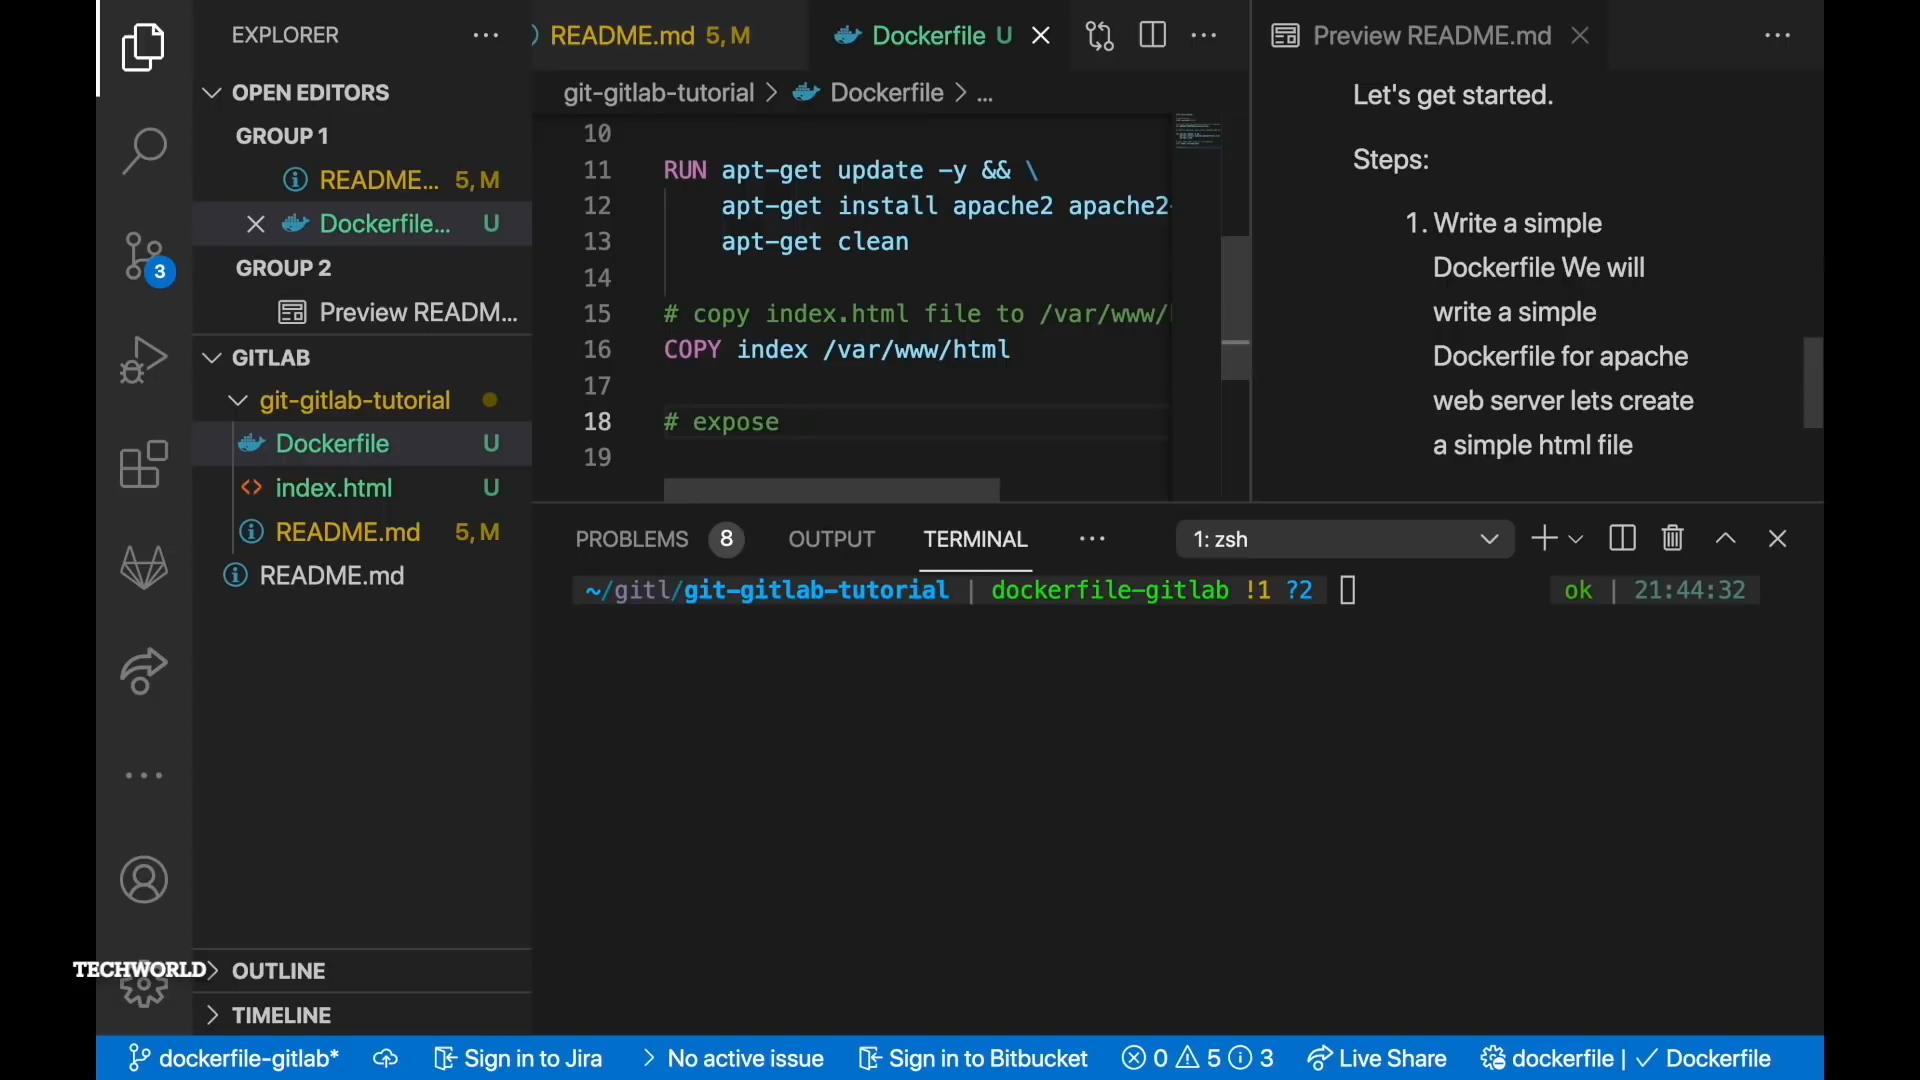 EXPLORER
OPEN EDITORS
GROUP 1
README... 5, M
Dockerfile... U
GROUP 2
Preview READM...
GITLAB
git-gitlab-tutorial
Dockerfile U
index.html U
README.md 5, M
README.md
OUTLINE
TIMELINE
3
TECHWORLD
README.md 5, M
Dockerfile U
git-gitlab-tutorial > Dockerfile > ...
10
11 RUN apt-get update -y && \
12 apt-get install apache2 apache2-
13 apt-get clean
14
15 # copy index.html file to /var/www/
16 COPY index /var/www/html
17
18 # expose
19
Preview README.md
Let's get started.
Steps:
1. Write a simple
Dockerfile We will
write a simple
Dockerfile for apache
web server lets create
a simple html file
PROBLEMS 8 OUTPUT TERMINAL 1: zsh
~/gitl/git-gitlab-tutorial | dockerfile-gitlab !1 ?2 ok | 21:44:32
dockerfile-gitlab* Sign in to Jira No active issue Sign in to Bitbucket 0 5 3 Live Share dockerfile | Dockerfile